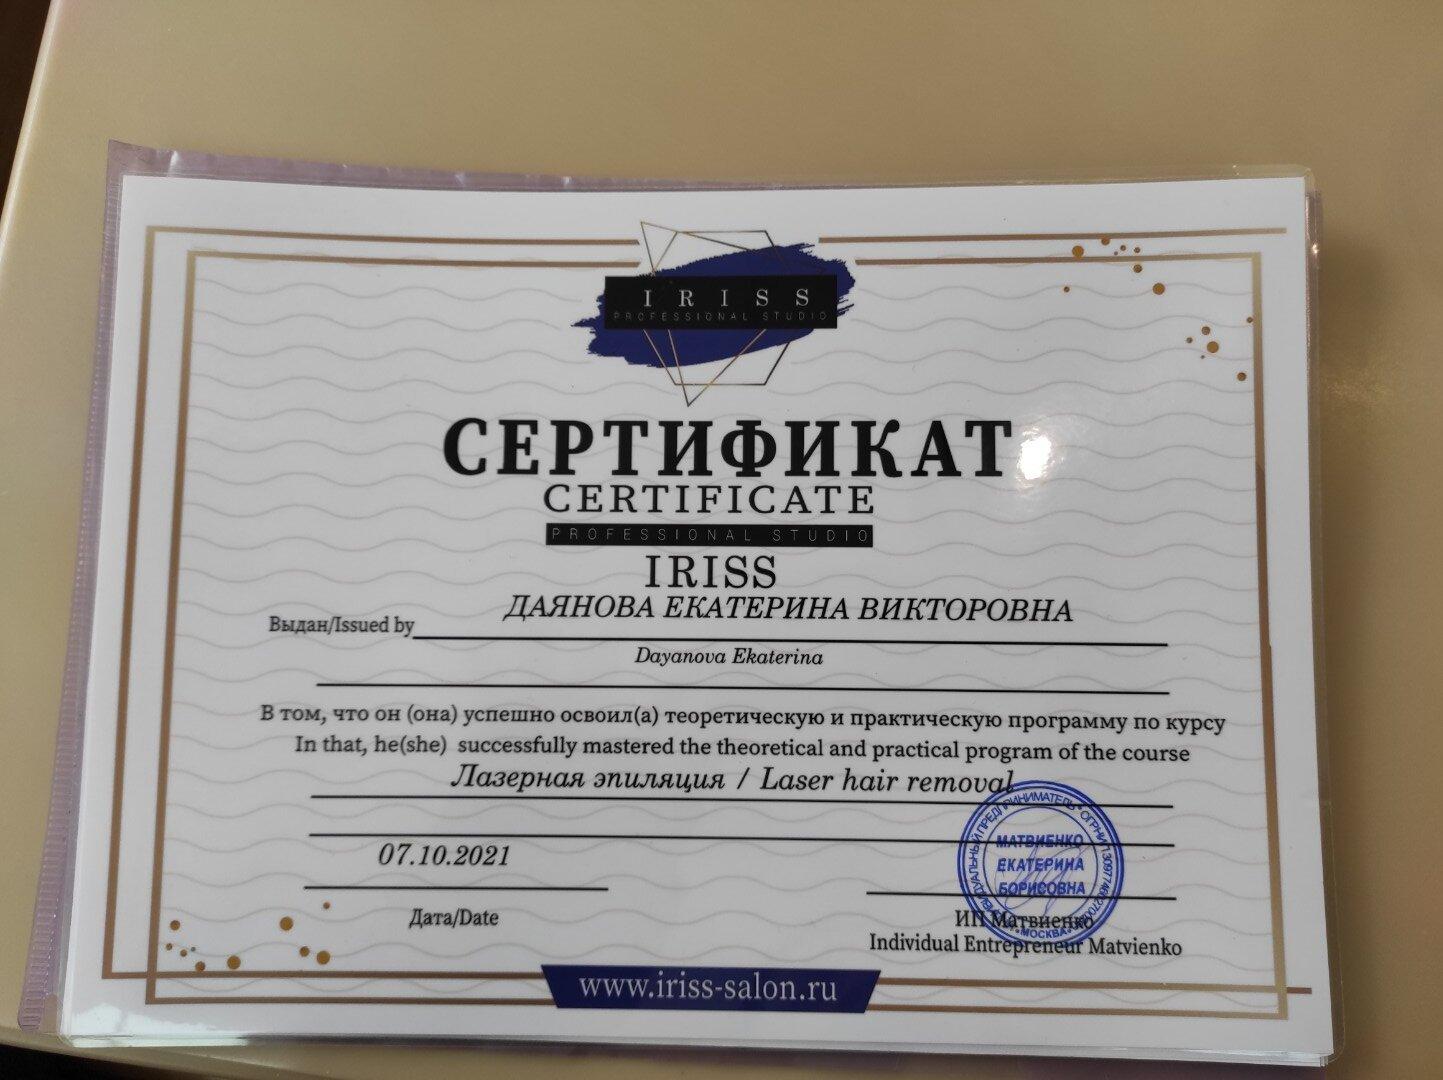 IRISS
PROFESSIONAL STUDIO
СЕРТИФИКАТ
CERTIFICATE
PROFESSIONAL STUDIO
IRISS
ДАЯНОВА ЕКАТЕРИНА ВИКТОРОВНА
Выдан/Issued by
Dayanova Ekaterina
В том, что он (она) успешно освоил(а) теоретическую и практическую программу по курсу
In that, he(she) successfully mastered the theoretical and practical program of the course
Лазерная эпиляция / Laser hair removal
07.10.2021
Дата/Date
МАТВИЕНКО
ЕКАТЕРИНА
БОРИСОВНА
МОСКВА
ИП Матвиенко
Individual Entrepreneur Matvienko
www.iriss-salon.ru